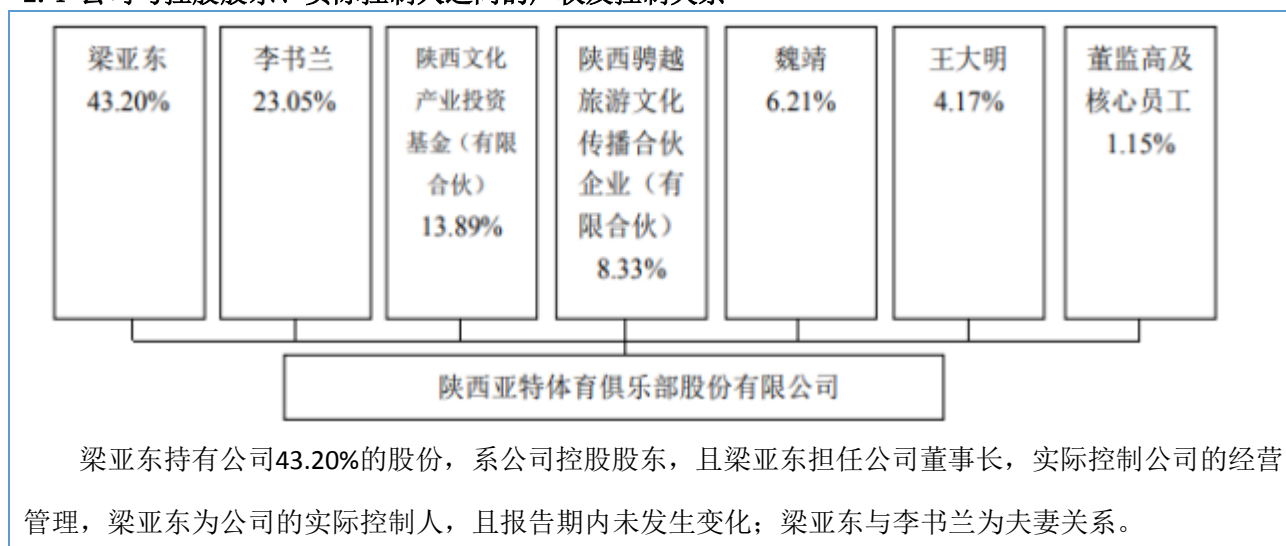 梁亚东
43.20%
李书兰
23.05%
陕西文化
产业投资
基金（有限
合伙）
13.89%
陕西骋越
旅游文化
传播合伙
企业（有
限合伙）
8.33%
魏靖
6.21%
王大明
4.17%
董监高及
核心员工
1.15%
陕西亚特体育俱乐部股份有限公司
梁亚东持有公司43.20%的股份，系公司控股股东，且梁亚东担任公司董事长，实际控制公司的经营
管理，梁亚东为公司的实际控制人，且报告期内未发生变化；梁亚东与李书兰为夫妻关系。